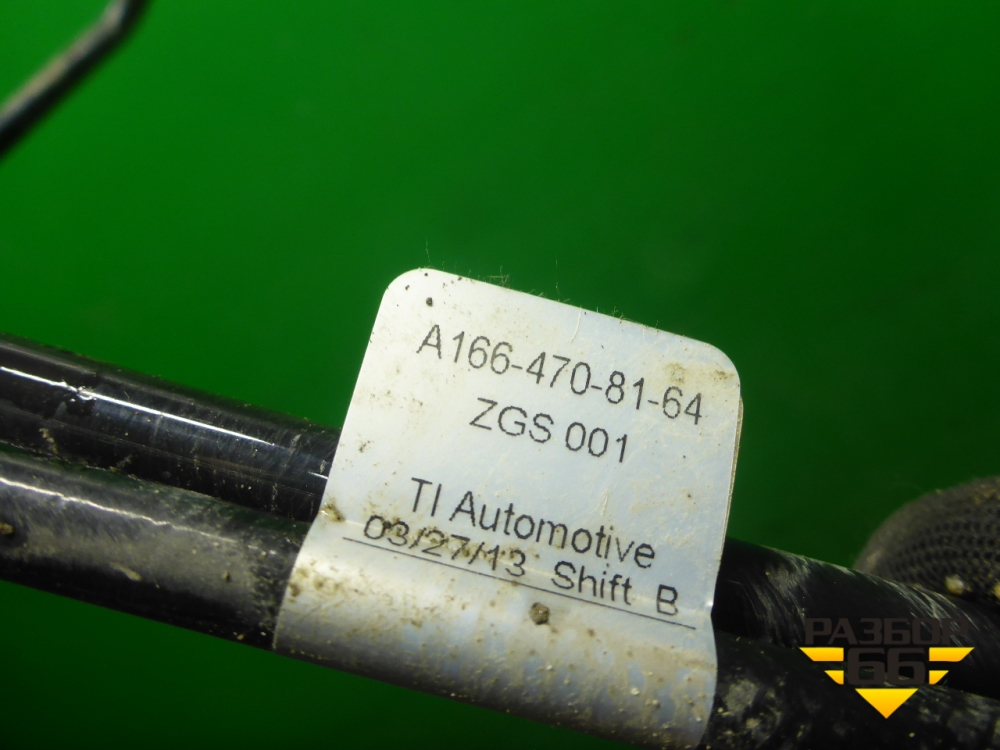 A166-470-81-64
ZGS 001
TI Automotive
03/27/13 Shift B
РАЗБОР
66